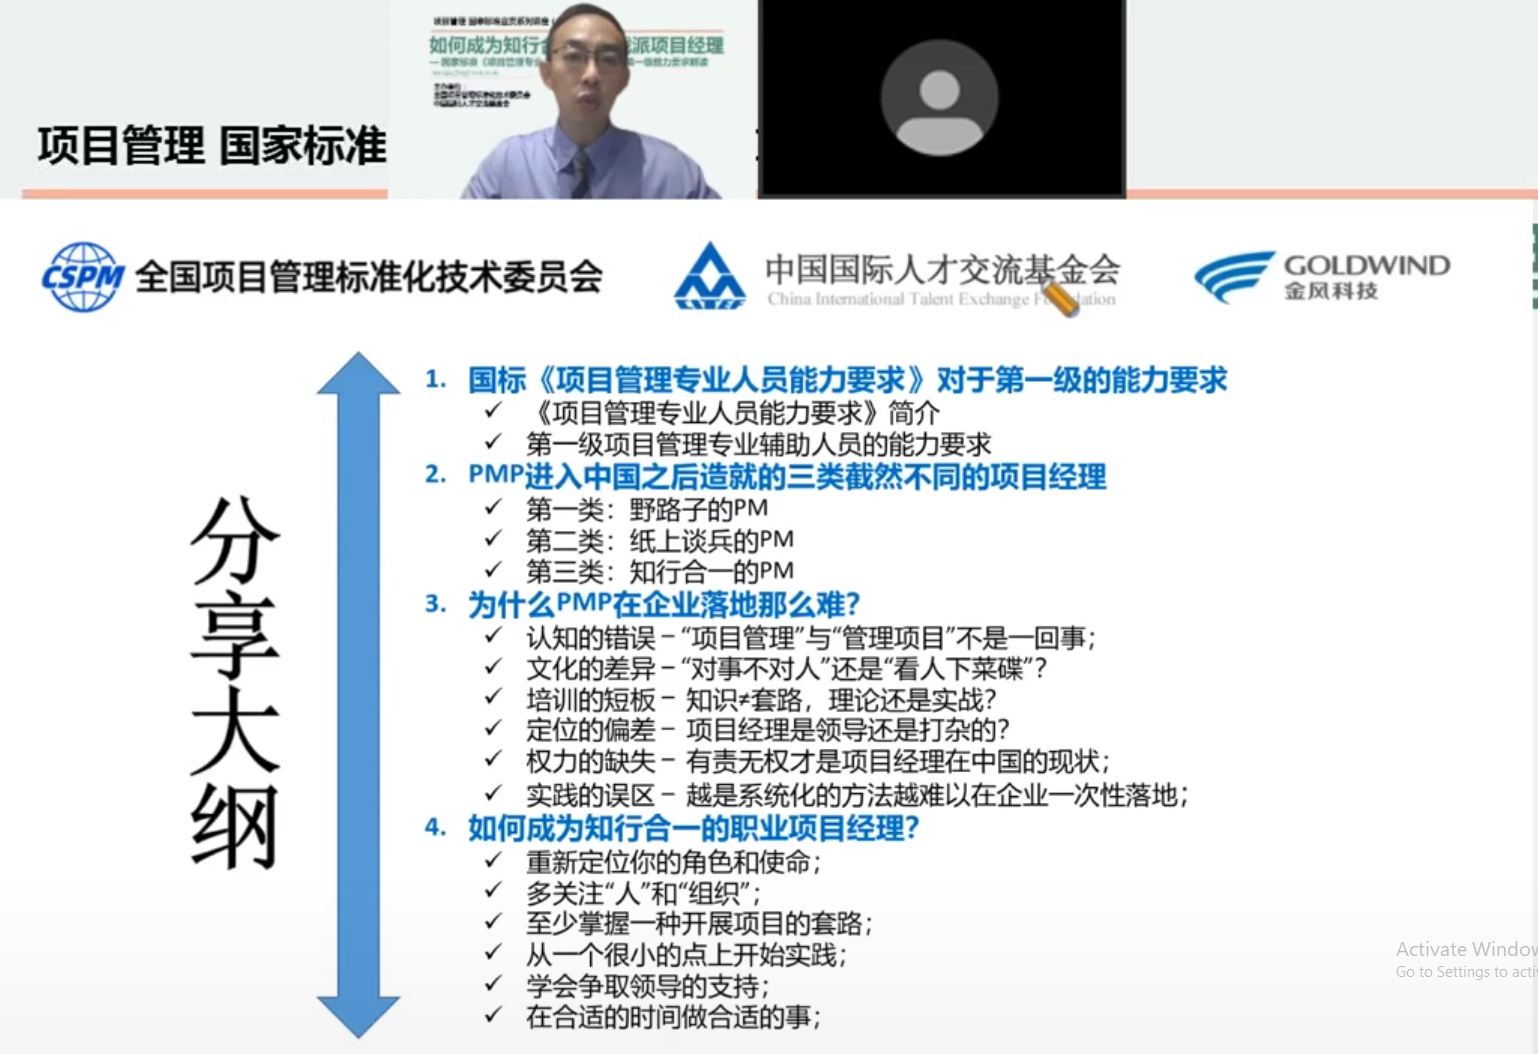 如何成为知行
派项目经理
项目管理 国家标准
CSPM 全国项目管理标准化技术委员会
中国国际人才交流基金会
China International Talent Exchange
GOLDWIND
金风科技
分享大纲
1. 国标《项目管理专业人员能力要求》对于第一级的能力要求
✓ 《项目管理专业人员能力要求》简介
✓ 第一级项目管理专业辅助人员的能力要求
2. PMP进入中国之后造就的三类截然不同的项目经理
✓ 第一类：野路子的PM
✓ 第二类：纸上谈兵的PM
✓ 第三类：知行合一的PM
3. 为什么PMP在企业落地那么难?
✓ 认知的错误 – “项目管理”与“管理项目”不是一回事；
✓ 文化的差异 – “对事不对人”还是“看人下菜碟”？
✓ 培训的短板 – 知识≠套路，理论还是实战？
✓ 定位的偏差 – 项目经理是领导还是打杂的？
✓ 权力的缺失 – 有责无权才是项目经理在中国的现状；
✓ 实践的误区 – 越是系统化的方法越难以在企业一次性落地；
4. 如何成为知行合一的职业项目经理?
✓ 重新定位你的角色和使命；
✓ 多关注“人”和“组织”；
✓ 至少掌握一种开展项目的套路；
✓ 从一个很小的点上开始实践；
✓ 学会争取领导的支持；
✓ 在合适的时间做合适的事；
Activate Window
Go to Settings to acti